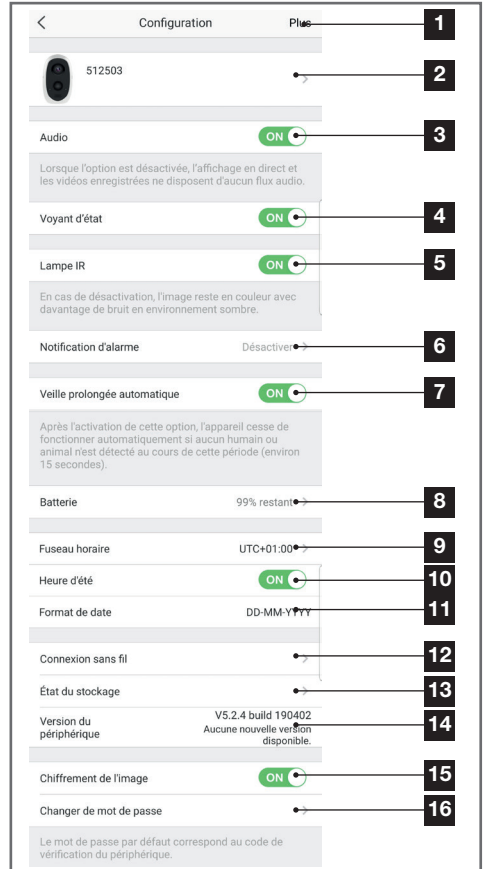 Configuration Plus 1
512503 2
Audio ON 3
Lorsque l'option est désactivée, l'affichage en direct et
les vidéos enregistrées ne disposent d'aucun flux audio.
Voyant d'état ON 4
Lampe IR ON 5
En cas de désactivation, l'image reste en couleur avec
davantage de bruit en environnement sombre.
Notification d'alarme Désactiver 6
Veille prolongée automatique ON 7
Après l'activation de cette option, l'appareil cesse de
fonctionner automatiquement si aucun humain ou
animal n'est détecté au cours de cette période (environ
15 secondes).
Batterie 99% restant 8
Fuseau horaire UTC+01:00 9
Heure d'été ON 10
Format de date DD-MM-YYYY 11
Connexion sans fil 12
État du stockage 13
Version du
périphérique
V5.2.4 build 190402
Aucune nouvelle version
disponible.
14
Chiffrement de l'image ON 15
Changer de mot de passe 16
Le mot de passe par défaut correspond au code de
vérification du périphérique.